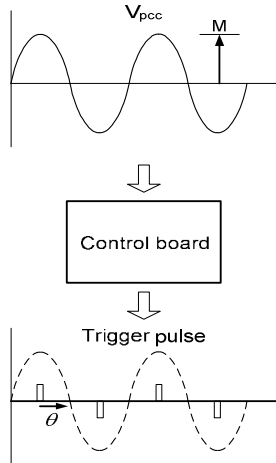 Vpcc
M
Control board
Trigger pulse
θ